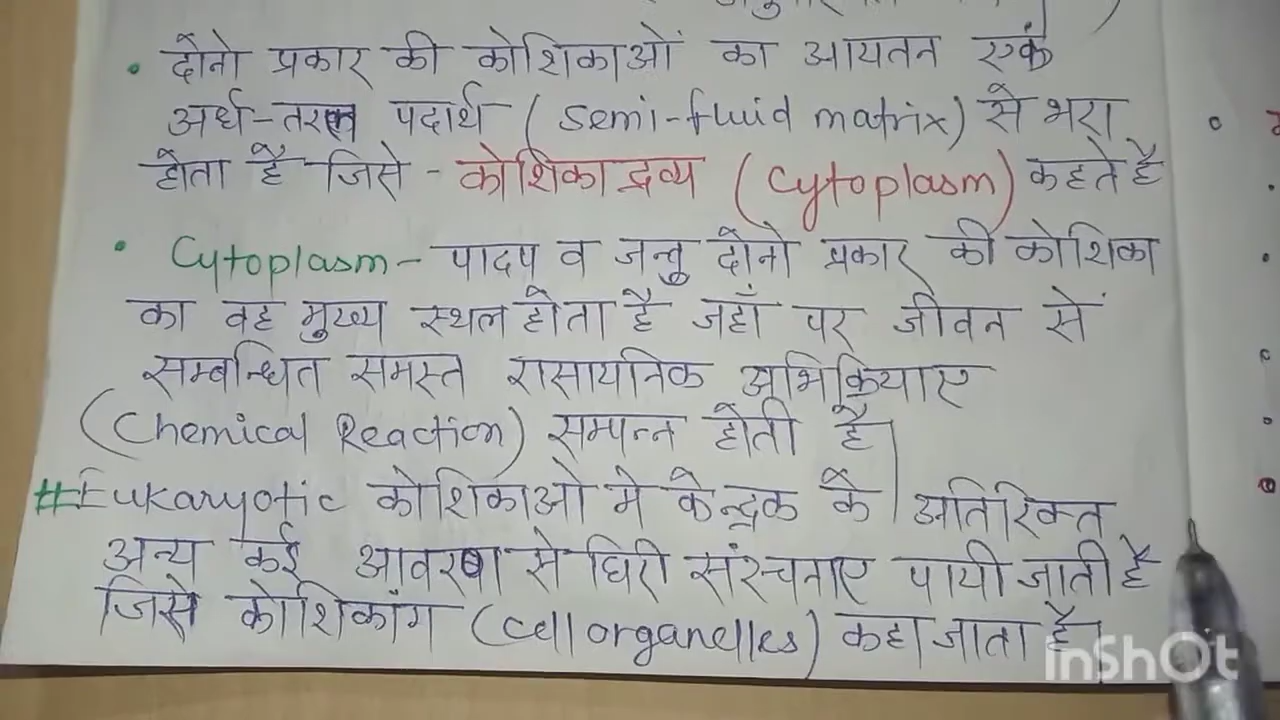 • दोनो प्रकार की कोशिकाओं का आयतन एक
अर्ध-तरल पदार्थ (Semi-fluid matrix) से भरा
होता है जिसे - कोशिका द्रव्य (Cytoplasm) कहते है
• Cytoplasm - पादप व जन्तु दोनो प्रकार की कोशिका
का वह मुख्य स्थल होता है जहाँ पर जीवन से
सम्बन्धित समस्त रासायनिक अभिक्रियाए
(Chemical Reaction) सम्पन्न होती है।
#Eukaryotic कोशिकाओ मे केन्द्रक के अतिरिक्त
अन्य कई आवरण से घिरी संरचनाए पायी जाती है
जिसे कोशिकांग (cell organelles) कहा जाता है।
InShOt